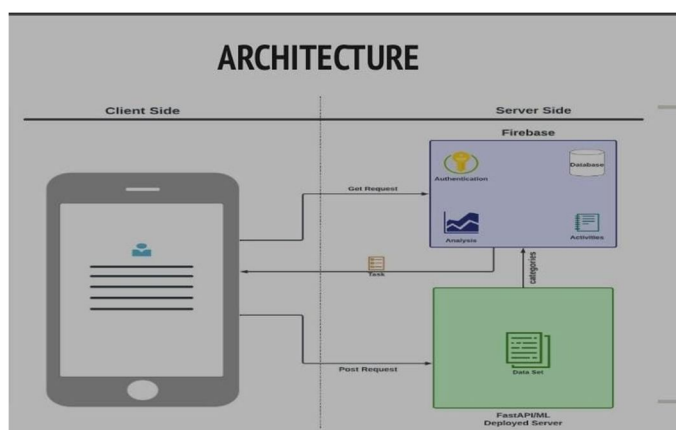 ARCHITECTURE
Client Side
Server Side
Firebase
Authentication
Database
Analysis
Activities
Get Request
Task
categories
Post Request
Data Set
FastAPI/ML
Deployed Server